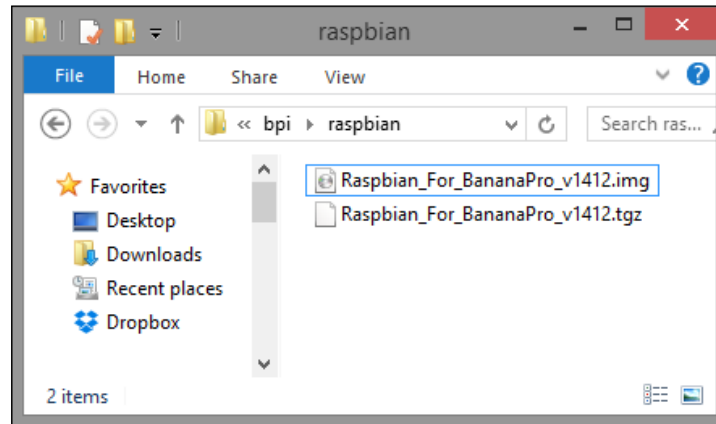 raspbian
File Home Share View
« bpi raspbian Search ras...
Favorites
Desktop
Downloads
Recent places
Dropbox
Raspbian_For_BananaPro_v1412.img
Raspbian_For_BananaPro_v1412.tgz
2 items